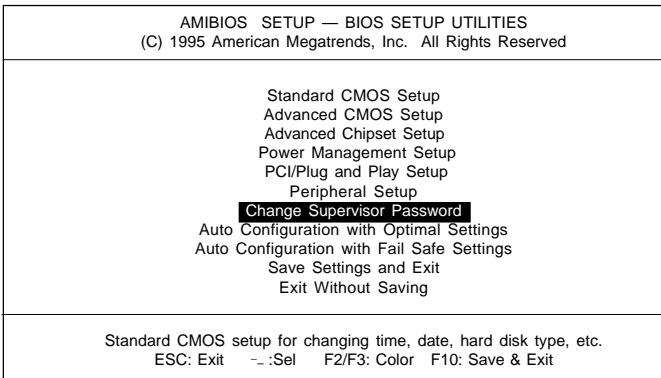 AMIBIOS SETUP — BIOS SETUP UTILITIES
(C) 1995 American Megatrends, Inc. All Rights Reserved
Standard CMOS Setup
Advanced CMOS Setup
Advanced Chipset Setup
Power Management Setup
PCI/Plug and Play Setup
Peripheral Setup
Change Supervisor Password
Auto Configuration with Optimal Settings
Auto Configuration with Fail Safe Settings
Save Settings and Exit
Exit Without Saving
Standard CMOS setup for changing time, date, hard disk type, etc.
ESC: Exit :Sel F2/F3: Color F10: Save & Exit